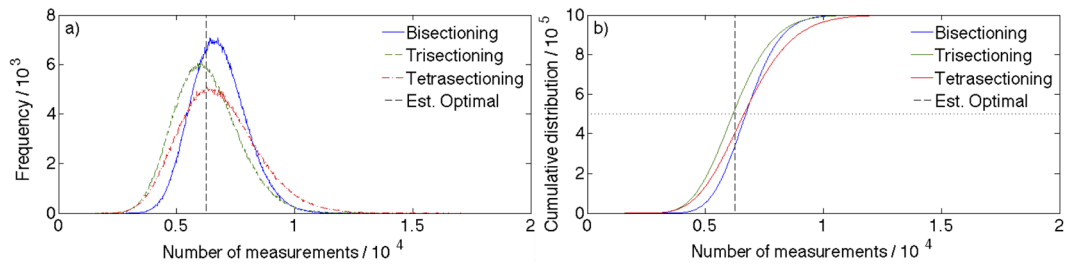 a)
Bisectioning
Trisectioning
Tetrasectioning
Est. Optimal
Frequency / 10^3
8
6
4
2
0
0 0.5 1 1.5 2
Number of measurements / 10^4
b)
Bisectioning
Trisectioning
Tetrasectioning
Est. Optimal
Cumulative distribution / 10^5
10
8
6
4
2
0
0 0.5 1 1.5 2
Number of measurements / 10^4